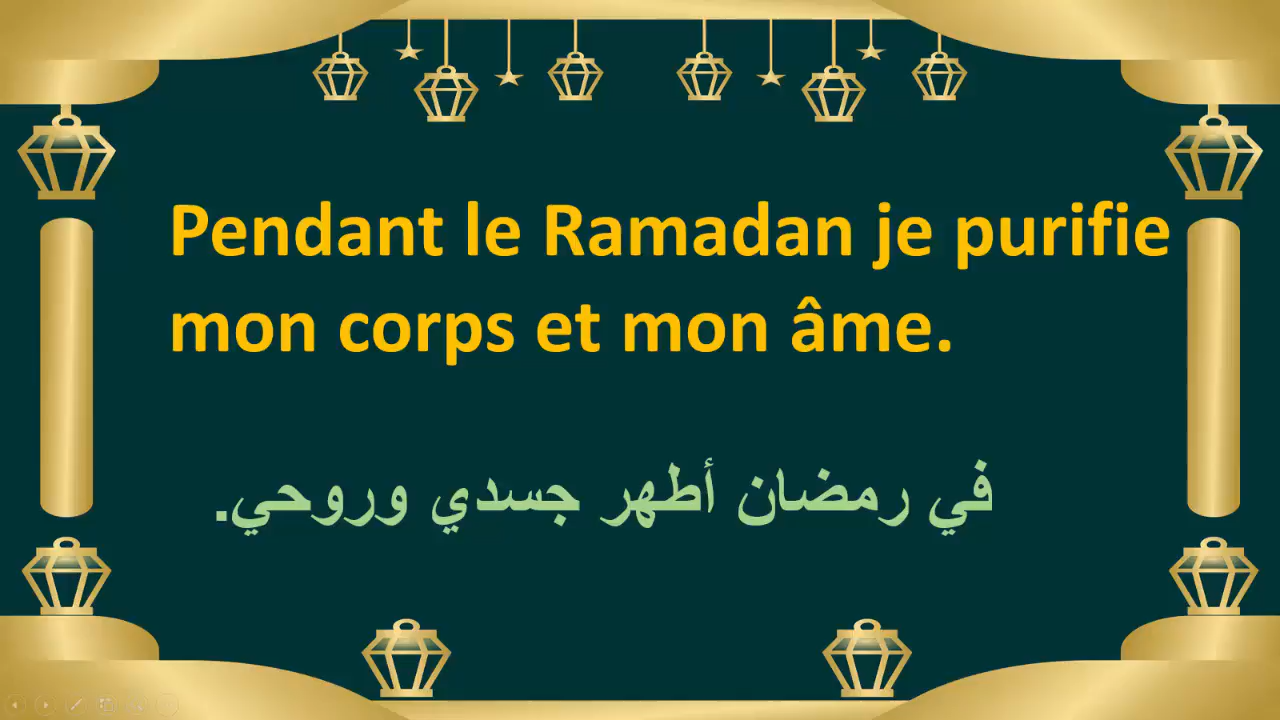 Pendant le Ramadan je purifie
mon corps et mon âme.
في رمضان أطهر جسدي وروحي.